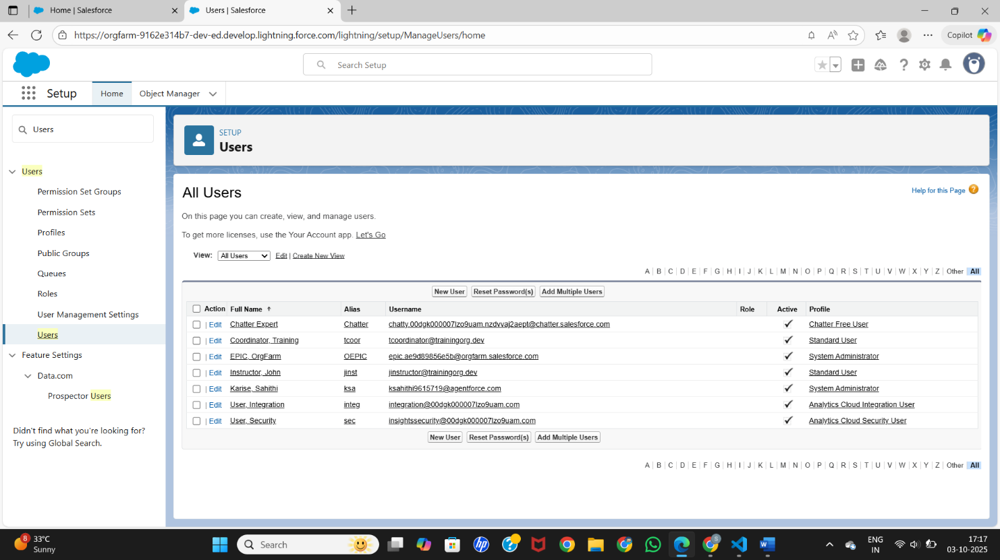 Home | Salesforce
Users | Salesforce
https://orgfarm-9162e314b7-dev-ed.develop.lightning.force.com/lightning/setup/ManageUsers/home
Copilot
Search Setup
Setup
Home
Object Manager
Users
Users
Permission Set Groups
Permission Sets
Profiles
Public Groups
Queues
Roles
User Management Settings
Users
Feature Settings
Data.com
Prospector Users
Didn't find what you're looking for?
Try using Global Search.
SETUP
Users
All Users
Help for this Page ?
On this page you can create, view, and manage users.
To get more licenses, use the Your Account app. Let's Go
View: All Users Edit | Create New View
A | B | C | D | E | F | G | H | I | J | K | L | M | N | O | P | Q | R | S | T | U | V | W | X | Y | Z | Other | All
New User Reset Password(s) Add Multiple Users
Action Full Name ↑ Alias Username Role Active Profile
| Edit Chatter Expert Chatter chatty.00dgk000007lzo9uam.nzdvvaj2aept@chatter.salesforce.com ✓ Chatter Free User
| Edit Coordinator, Training tcoor tcoordinator@trainingorg.dev ✓ Standard User
| Edit EPIC, OrgFarm OEPIC epic.ae9d89856e5b@orgfarm.salesforce.com ✓ System Administrator
| Edit Instructor, John jinst jinstructor@trainingorg.dev ✓ Standard User
| Edit Karise, Sahithi ksa ksahithi9615719@agentforce.com ✓ System Administrator
| Edit User, Integration integ integration@00dgk000007lzo9uam.com ✓ Analytics Cloud Integration User
| Edit User, Security sec insightssecurity@00dgk000007lzo9uam.com ✓ Analytics Cloud Security User
New User Reset Password(s) Add Multiple Users
A | B | C | D | E | F | G | H | I | J | K | L | M | N | O | P | Q | R | S | T | U | V | W | X | Y | Z | Other | All
8
33°C
Sunny
Search
hp
ENG
IN
17:17
03-10-2025